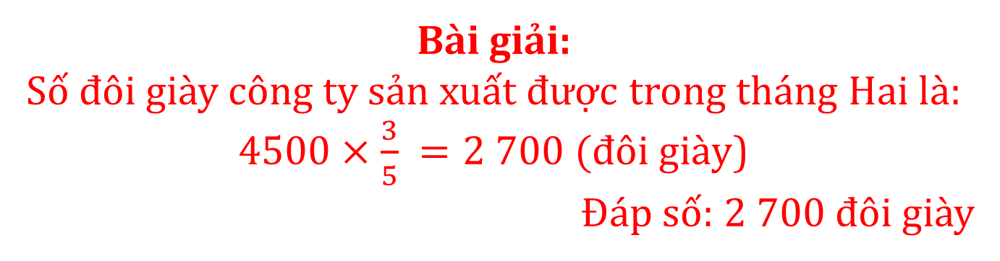 Bài giải:
Số đôi giày công ty sản xuất được trong tháng Hai là:
4500 × 3/5 = 2 700 (đôi giày)
Đáp số: 2 700 đôi giày